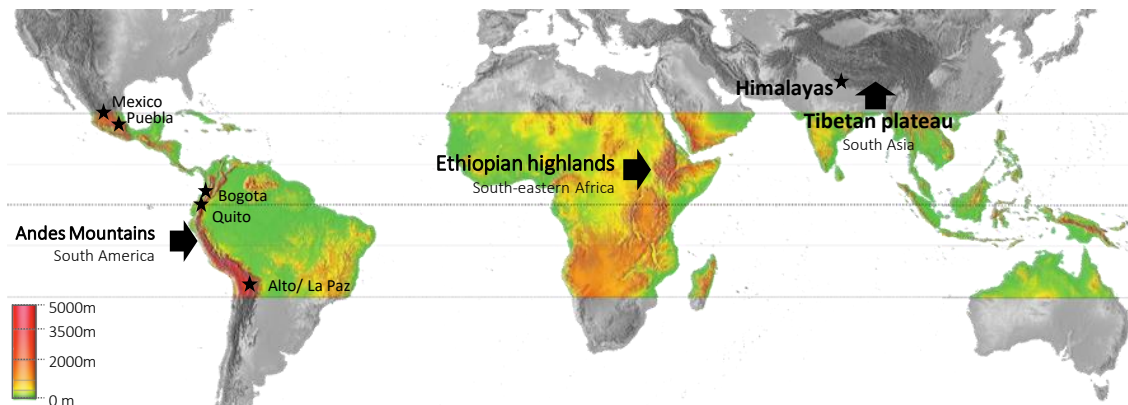 Mexico
Puebla
Himalayas
Tibetan plateau
South Asia
Ethiopian highlands
South-eastern Africa
Bogota
Quito
Andes Mountains
South America
Alto/ La Paz
5000m
3500m
2000m
0 m